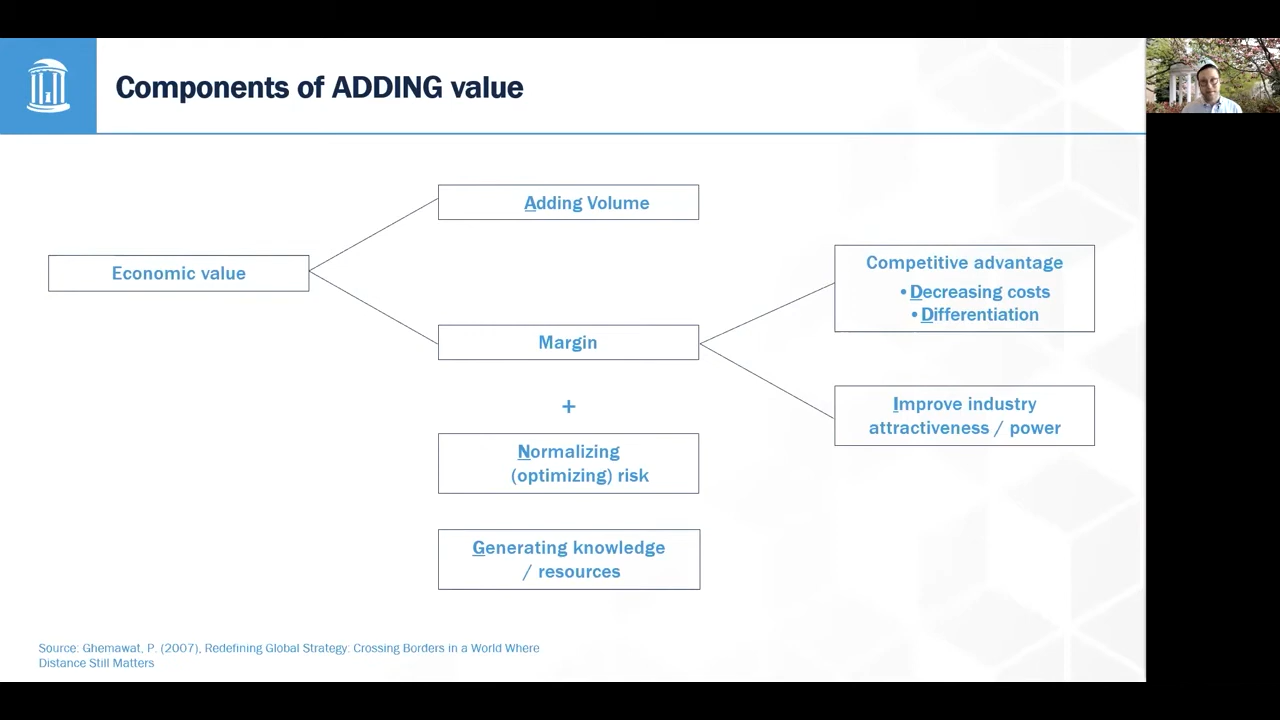 Components of ADDING value
Adding Volume
Economic value
Competitive advantage
•Decreasing costs
•Differentiation
Margin
Improve industry
attractiveness / power
+
Normalizing
(optimizing) risk
Generating knowledge
/ resources
Source: Ghemawat, P. (2007), Redefining Global Strategy: Crossing Borders in a World Where
Distance Still Matters